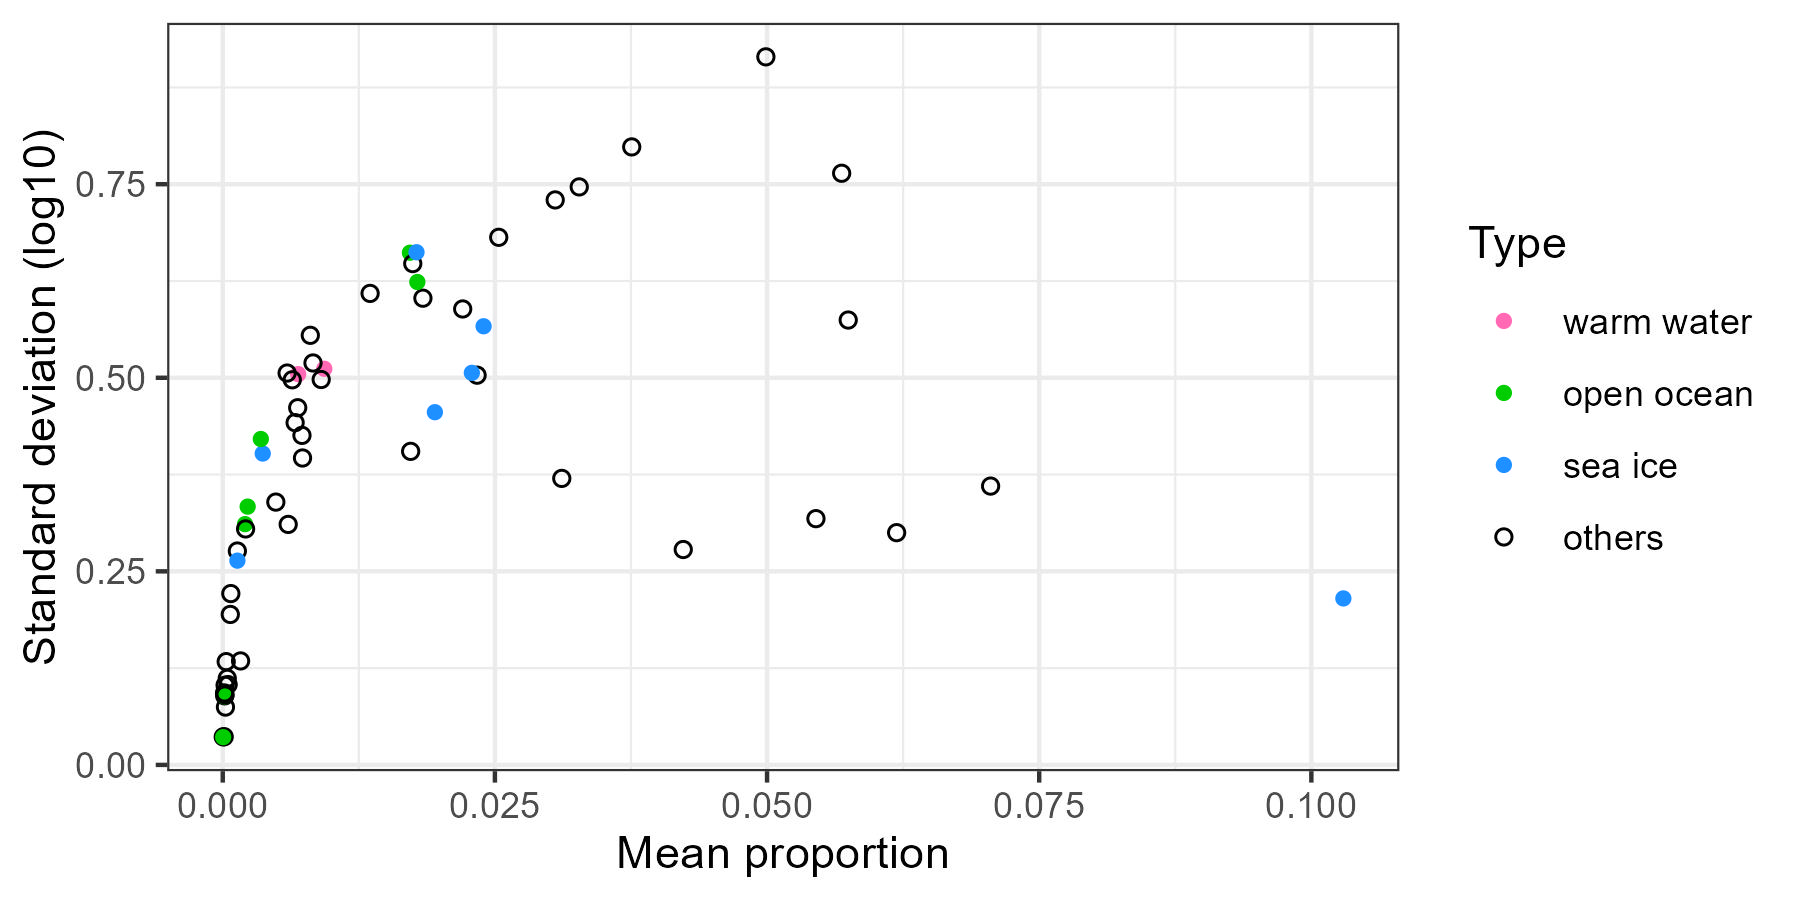 Standard deviation (log10)
0.75
0.50
0.25
0.00
0.000 0.025 0.050 0.075 0.100
Mean proportion
Type
warm water
open ocean
sea ice
others